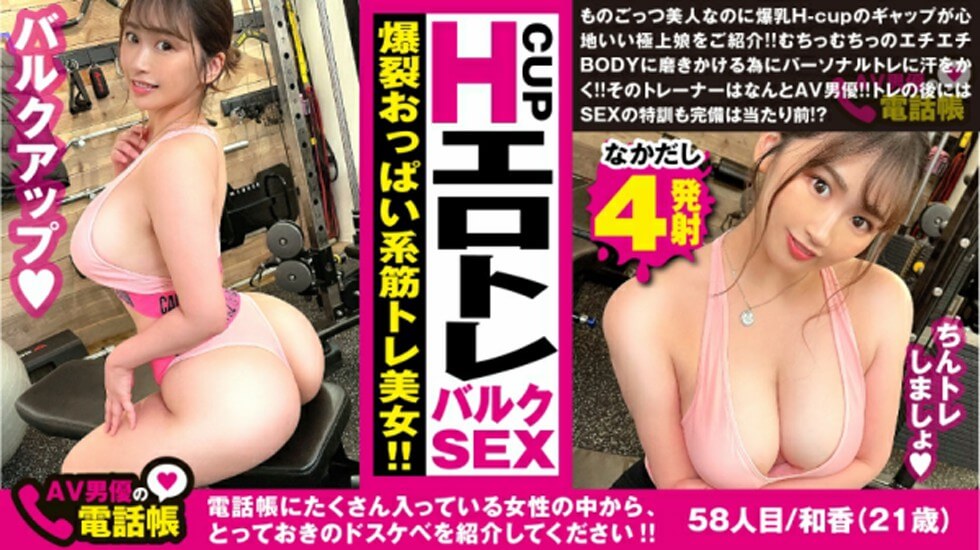 バルクアップ♥
H CUP
エロトレ
バルク
SEX
爆裂おっぱい系筋トレ美女!!
ものごっつ美人なのに爆乳H-cupのギャップが心
地いい極上娘をご紹介!!むちっむちっのエチエチ
BODYに磨きかける為にパーソナルトレに汗をか
く!!そのトレーナーはなんとAV男優!!トレの後には
SEXの特訓も完備は当たり前!?
電話帳
なかだし
4発射
ちんトレ
しましょ♥
AV男優の
電話帳
電話帳にたくさん入っている女性の中から、
とっておきのドスケベを紹介してください!!
58人目/和香(21歳)